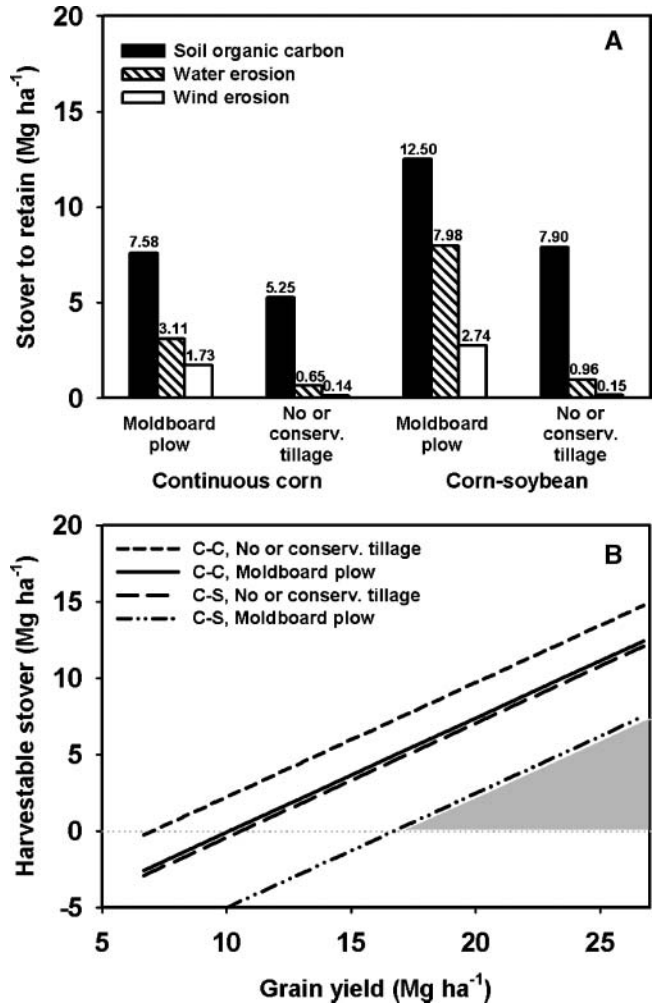 20
A
Soil organic carbon
Water erosion
Wind erosion
15
12.50
10
7.58
7.98
7.90
5
5.25
3.11
1.73
2.74
0.65
0.14
0.96
0.15
0
Stover to retain (Mg ha⁻¹)
Moldboard plow
No or conserv. tillage
Moldboard plow
No or conserv. tillage
Continuous corn
Corn-soybean
20
B
C-C, No or conserv. tillage
C-C, Moldboard plow
C-S, No or conserv. tillage
C-S, Moldboard plow
15
10
5
0
-5
Harvestable stover (Mg ha⁻¹)
5
10
15
20
25
Grain yield (Mg ha⁻¹)